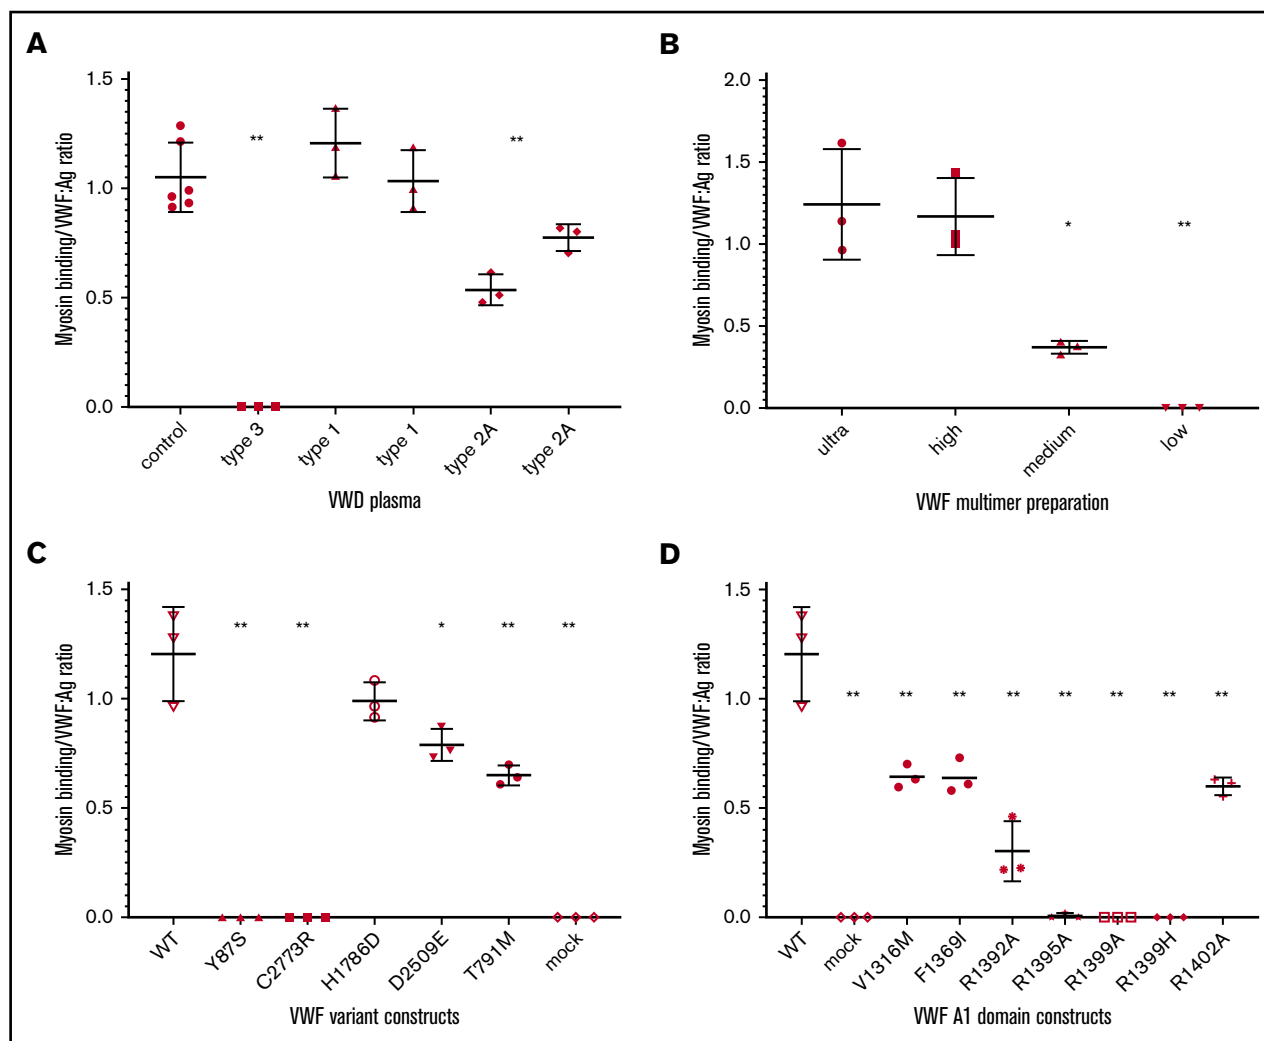 A
Myosin binding/VWF:Ag ratio
1.5
1.0
0.5
0.0
**
**
control
type 3
type 1
type 1
type 2A
type 2A
VWD plasma
B
Myosin binding/VWF:Ag ratio
2.0
1.5
1.0
0.5
0.0
*
**
ultra
high
medium
low
VWF multimer preparation
C
Myosin binding/VWF:Ag ratio
1.5
1.0
0.5
0.0
**
**
*
**
**
WT
Y87S
C2773R
H1786D
D2509E
T791M
mock
VWF variant constructs
D
Myosin binding/VWF:Ag ratio
1.5
1.0
0.5
0.0
**
**
**
**
**
**
**
**
WT
mock
V1316M
F1369I
R1392A
R1395A
R1399A
R1399H
R1402A
VWF A1 domain constructs